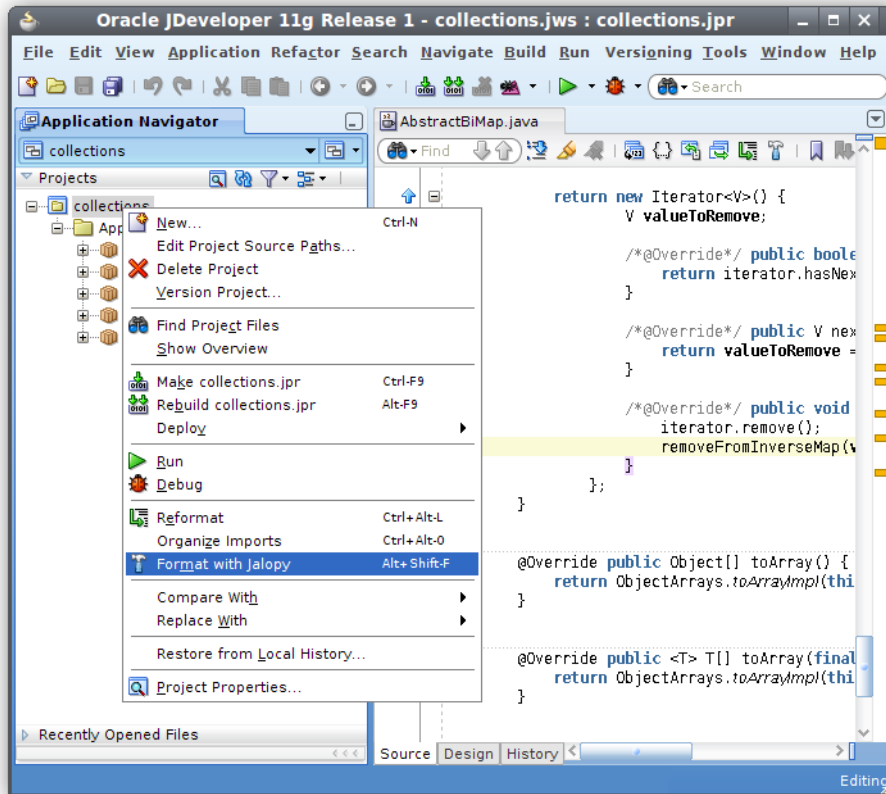 Oracle JDeveloper 11g Release 1 - collections.jws : collections.jpr
File Edit View Application Refactor Search Navigate Build Run Versioning Tools Window Help
Search
Application Navigator
AbstractBiMap.java
collections
Find
Projects
collections
App
New... Ctrl-N
Edit Project Source Paths...
Delete Project
Version Project...
Find Project Files
Show Overview
Make collections.jpr Ctrl-F9
Rebuild collections.jpr Alt-F9
Deploy
Run
Debug
Reformat Ctrl+Alt-L
Organize Imports Ctrl+Alt-O
Format with Jalopy Alt+Shift-F
Compare With
Replace With
Restore from Local History...
Project Properties...
return new Iterator<V>() {
V valueToRemove;
/*@Override*/ public boole
return iterator.hasNex
}
/*@Override*/ public V nex
return valueToRemove =
}
/*@Override*/ public void
iterator.remove();
removeFromInverseMap(v
}
};
}
@Override public Object[] toArray() {
return ObjectArrays.toArrayImpl(thi
}
@Override public <T> T[] toArray(final
return ObjectArrays.toArrayImpl(thi
}
Recently Opened Files
Source Design History
Editing